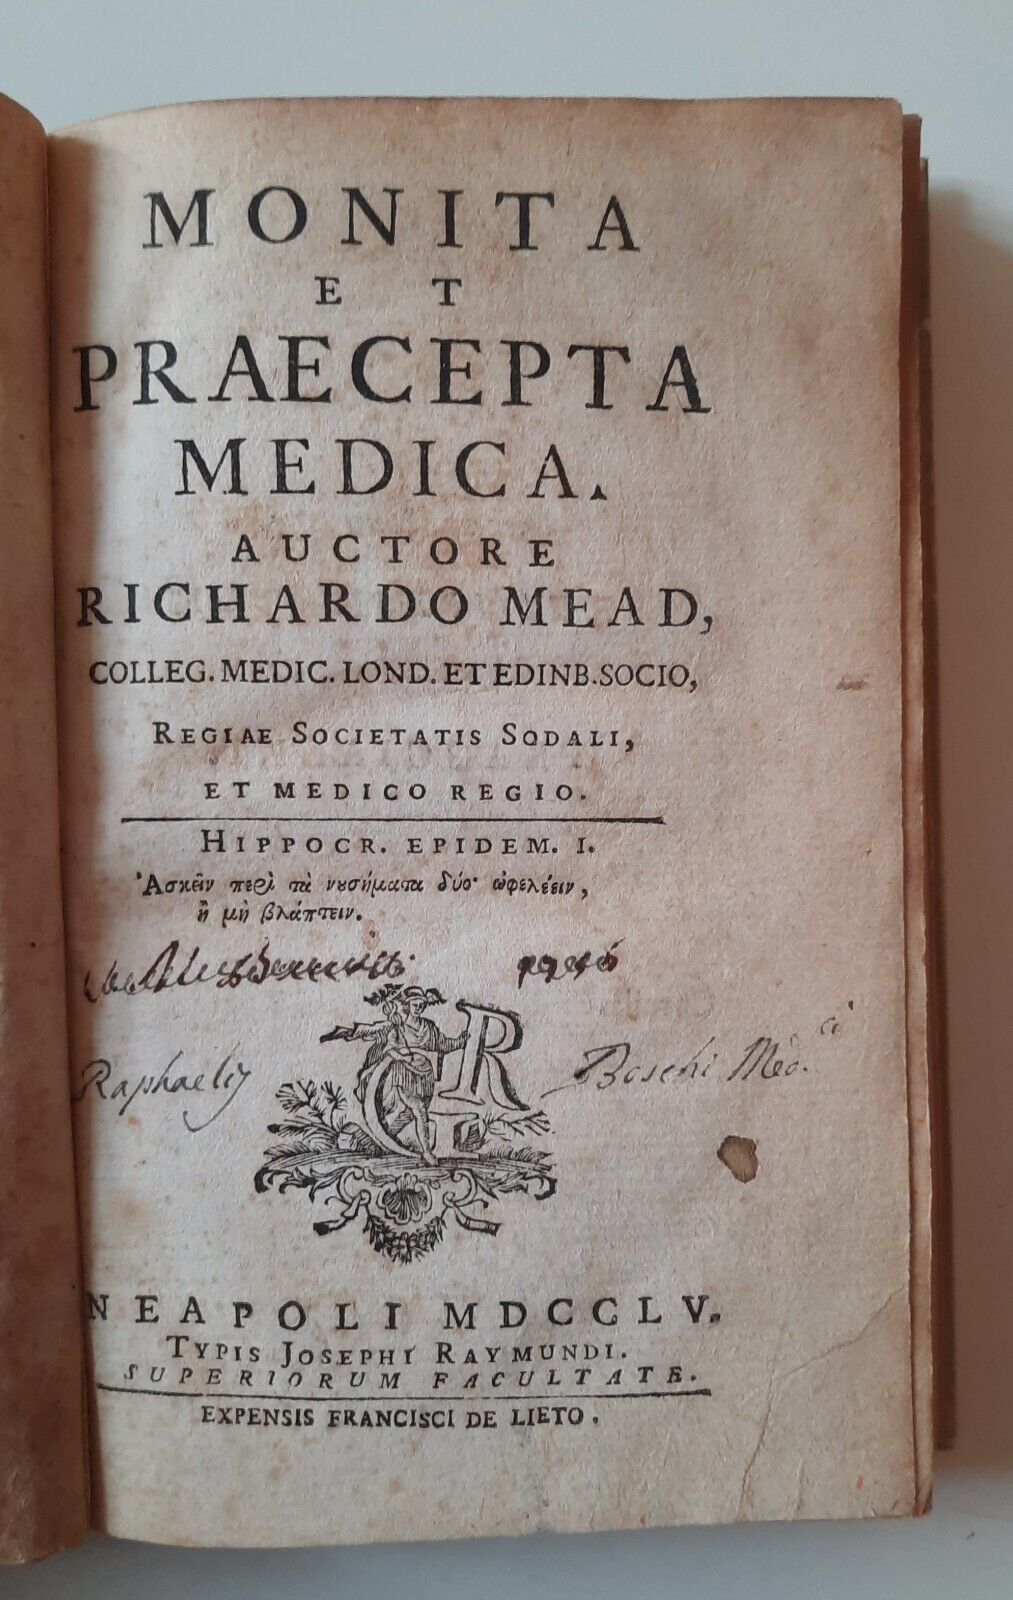 MONITA
ET
PRAECEPTA
MEDICA.
AUCTORE
RICHARDO MEAD,
COLLEG. MEDIC. LOND. ET EDINB. SOCIO,
REGIAE SOCIETATIS SODALI,
ET MEDICO REGIO.
HIPPOCR. EPIDEM. I.
Ἀσκεῖν περὶ τὰ νουσήματα δύο· ὠφελέειν,
ἢ μὴ βλάπτειν.
R
Raphaelis Boschi Med.ci
NEAPOLI MDCCLV.
TYPIS JOSEPHI RAYMUNDI.
SUPERIORUM FACULTATE.
EXPENSIS FRANCISCI DE LIETO.